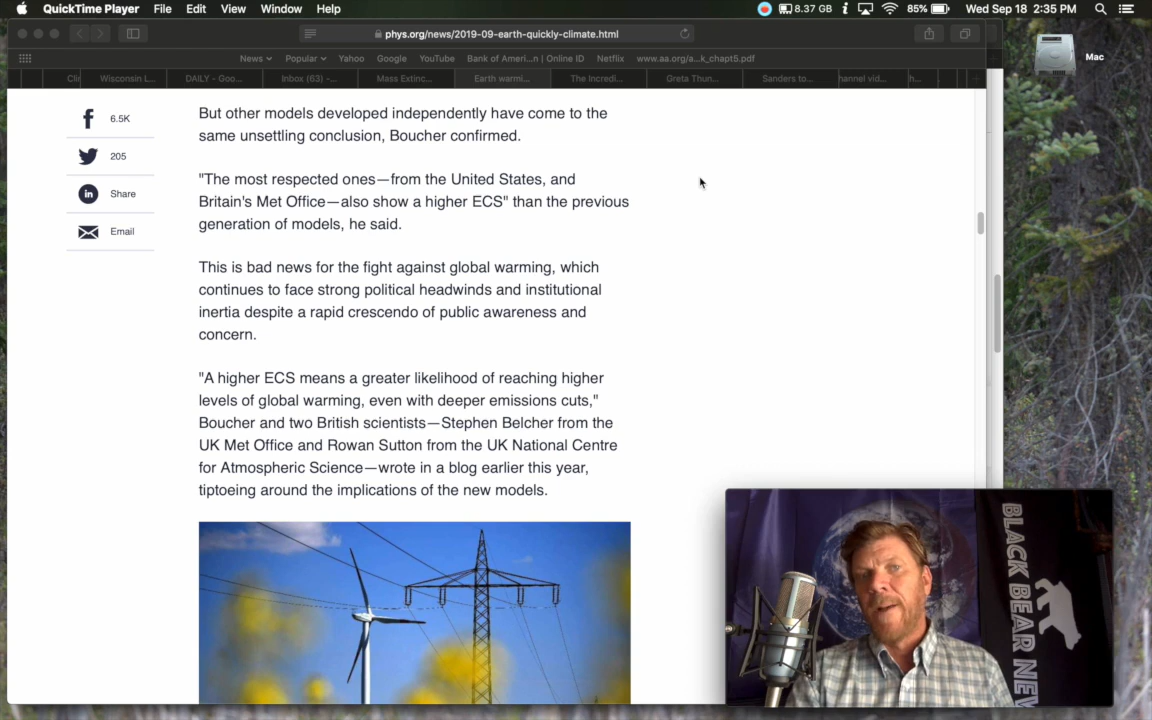 QuickTime Player File Edit View Window Help 8.37 GB 85% Wed Sep 18 2:35 PM
phys.org/news/2019-09-earth-quickly-climate.html
Mac
News Popular Yahoo Google YouTube Bank of Ameri...n | Online ID Netflix www.aa.org/a...k_chapt5.pdf
Cli Wisconsin L... DAILY - Goo... Inbox (63) -... Mass Extinc... Earth warmi... The Incredi... Greta Thun... Sanders to... hannel vid... h...
6.5K
205
in Share
Email
But other models developed independently have come to the
same unsettling conclusion, Boucher confirmed.
"The most respected ones—from the United States, and
Britain's Met Office—also show a higher ECS" than the previous
generation of models, he said.
This is bad news for the fight against global warming, which
continues to face strong political headwinds and institutional
inertia despite a rapid crescendo of public awareness and
concern.
"A higher ECS means a greater likelihood of reaching higher
levels of global warming, even with deeper emissions cuts,"
Boucher and two British scientists—Stephen Belcher from the
UK Met Office and Rowan Sutton from the UK National Centre
for Atmospheric Science—wrote in a blog earlier this year,
tiptoeing around the implications of the new models.
BLACK BEAR NEW